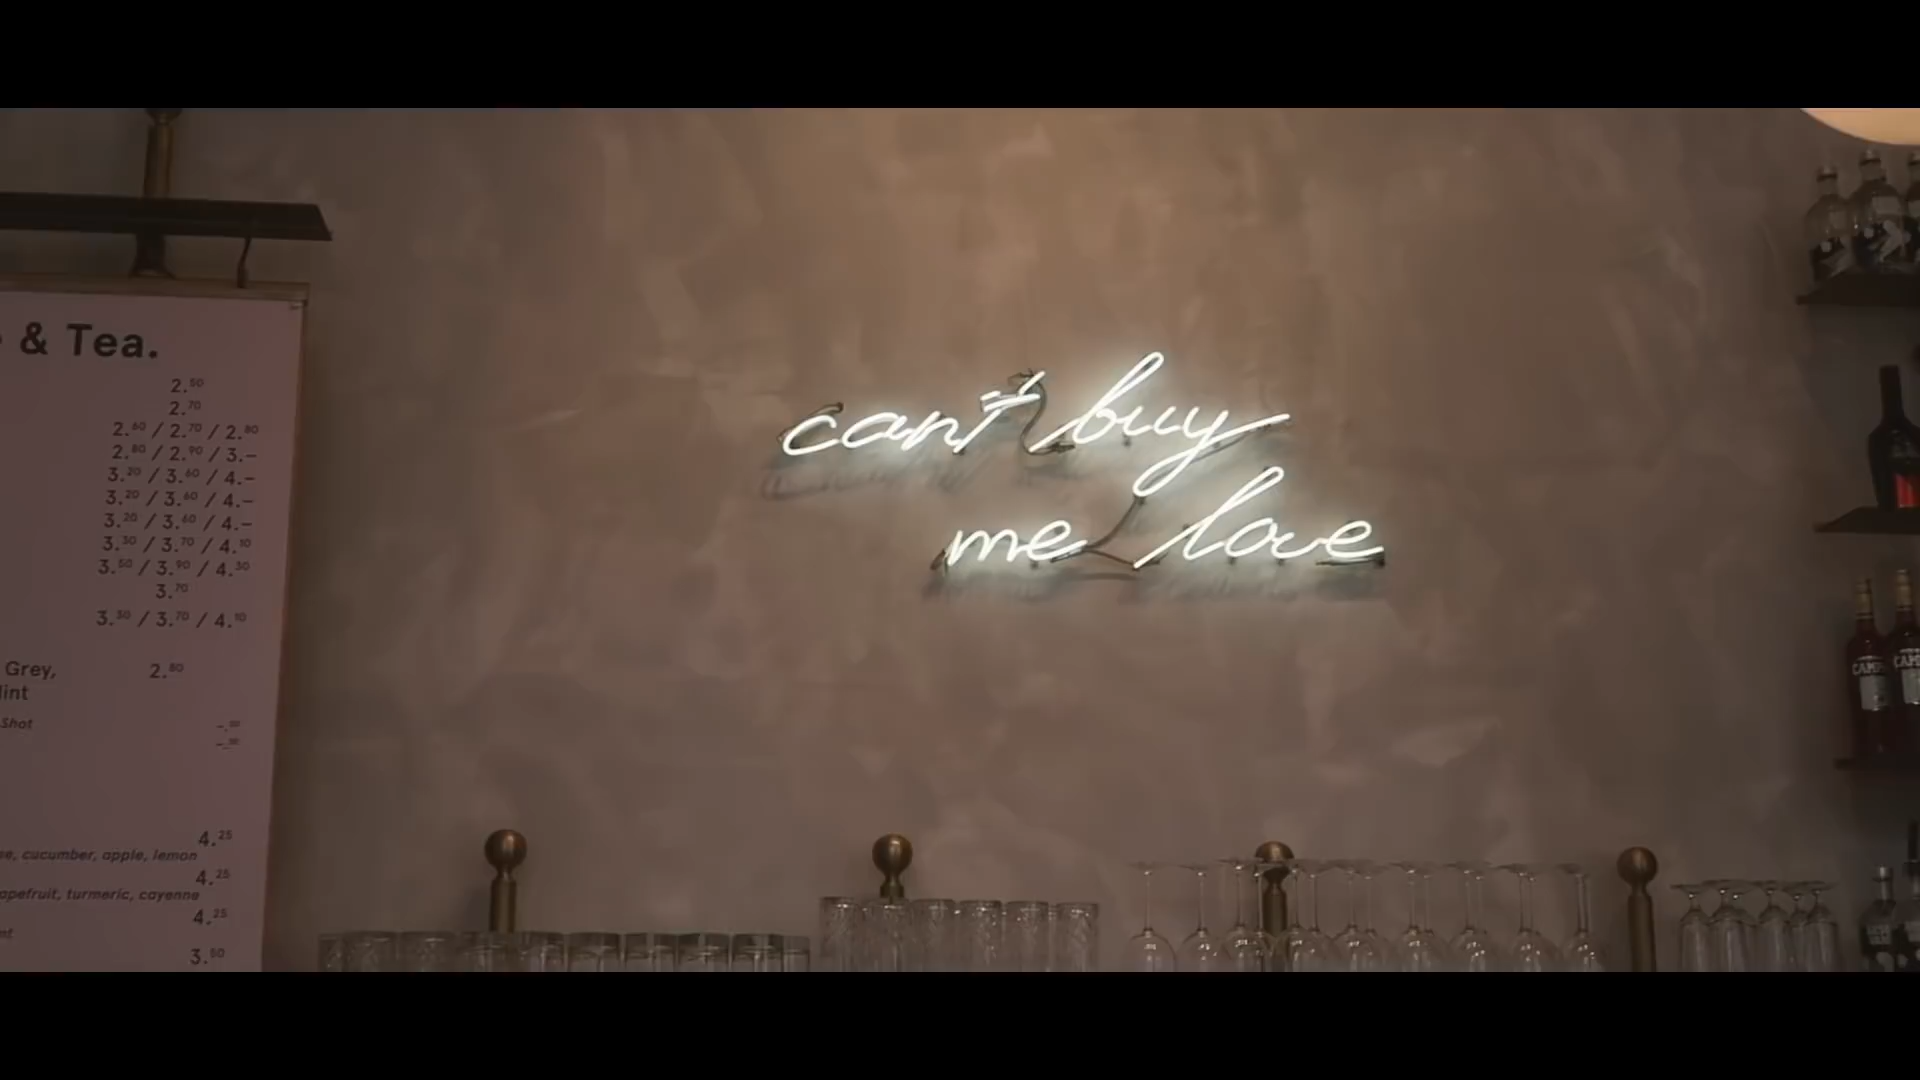 & Tea.
2.50
2.70
2.60 / 2.70 / 2.80
2.80 / 2.90 / 3.–
3.20 / 3.60 / 4.–
3.20 / 3.60 / 4.–
3.20 / 3.60 / 4.–
3.30 / 3.70 / 4.10
3.50 / 3.90 / 4.30
3.70
3.30 / 3.70 / 4.10
Grey, 2.80
Shot
4.25
cucumber, apple, lemon
4.25
turmeric, cayenne
4.25
3.50
can't buy
me love